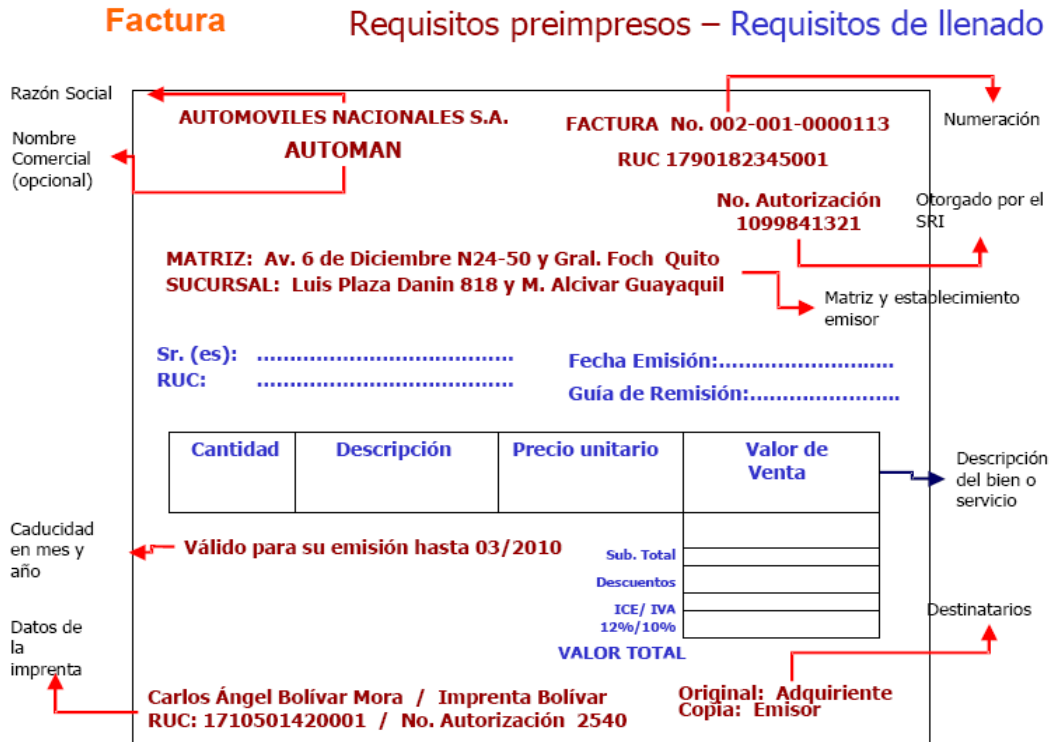 Factura
Requisitos preimpresos – Requisitos de llenado
Razón Social
AUTOMOVILES NACIONALES S.A.
FACTURA No. 002-001-0000113
Numeración
Nombre
Comercial
(opcional)
AUTOMAN
RUC 1790182345001
No. Autorización
1099841321
Otorgado por el
SRI
MATRIZ: Av. 6 de Diciembre N24-50 y Gral. Foch Quito
SUCURSAL: Luis Plaza Danin 818 y M. Alcivar Guayaquil
Matriz y establecimiento
emisor
Sr. (es): .......................................
RUC: .......................................
Fecha Emisión:...........................
Guía de Remisión:.......................
Cantidad
Descripción
Precio unitario
Valor de
Venta
Descripción
del bien o
servicio
Caducidad
en mes y
año
Válido para su emisión hasta 03/2010
Sub. Total
Descuentos
ICE/ IVA
12%/10%
VALOR TOTAL
Destinatarios
Datos de
la
imprenta
Carlos Ángel Bolívar Mora / Imprenta Bolívar
RUC: 1710501420001 / No. Autorización 2540
Original: Adquiriente
Copia: Emisor